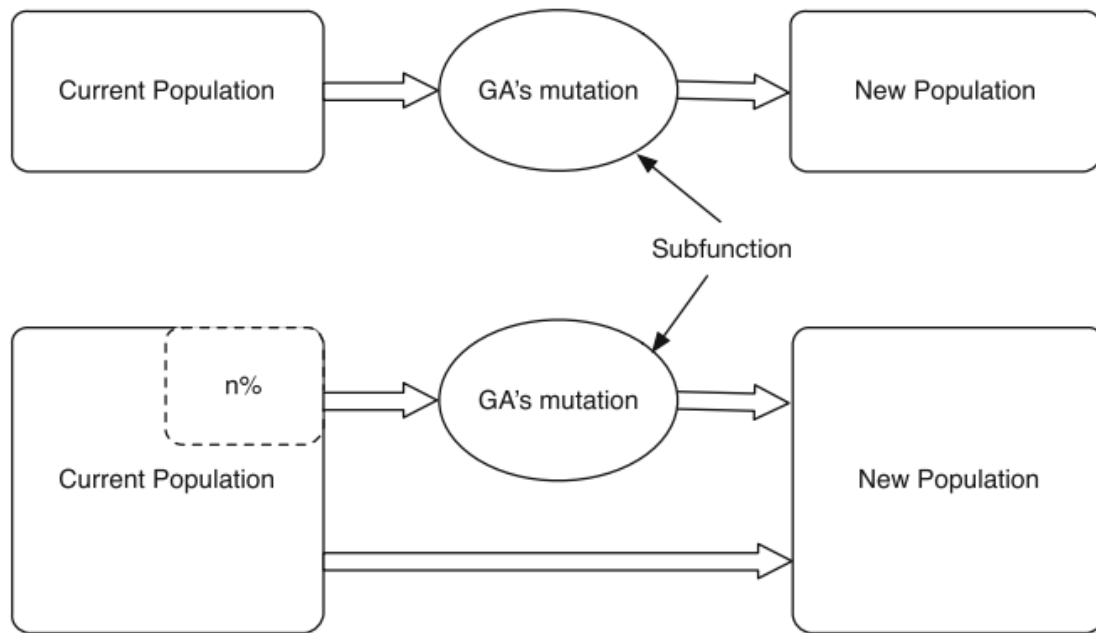 Current Population
GA's mutation
New Population
Subfunction
n%
GA's mutation
Current Population
New Population